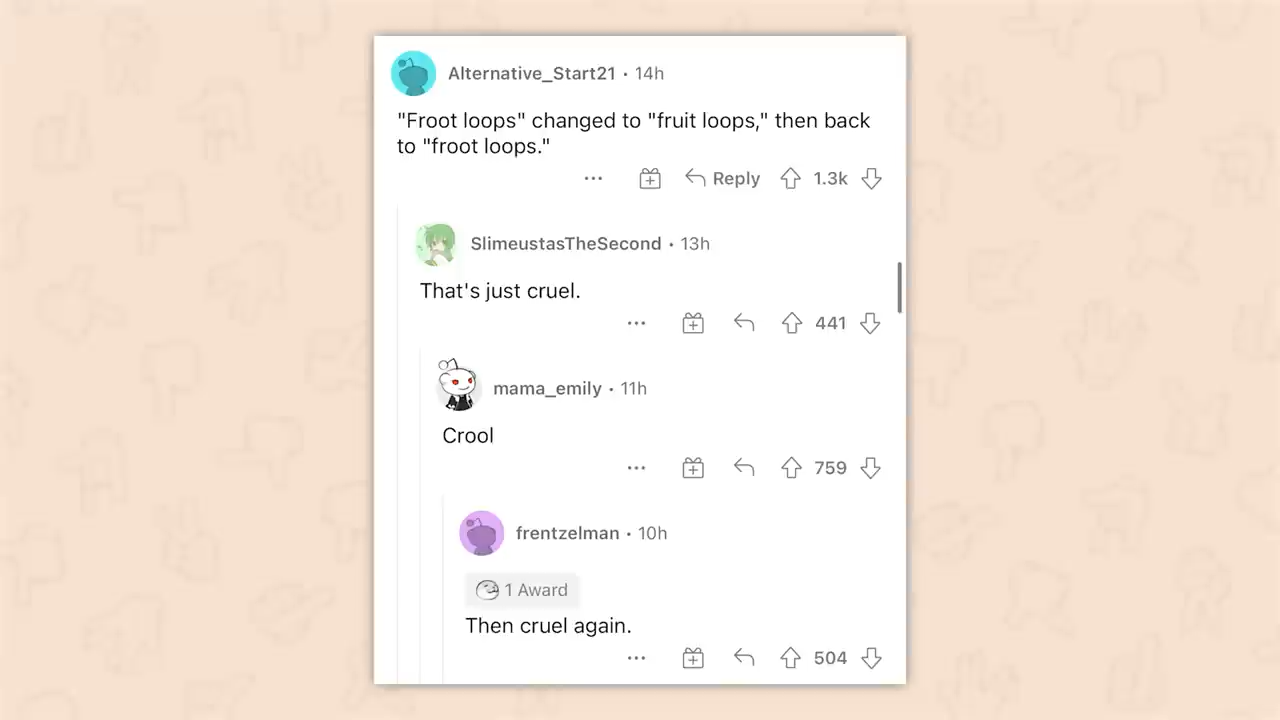 Alternative_Start21 • 14h
"Froot loops" changed to "fruit loops," then back
to "froot loops."
... Reply 1.3k
SlimeustasTheSecond • 13h
That's just cruel.
... 441
mama_emily • 11h
Crool
... 759
frentzelman • 10h
1 Award
Then cruel again.
... 504